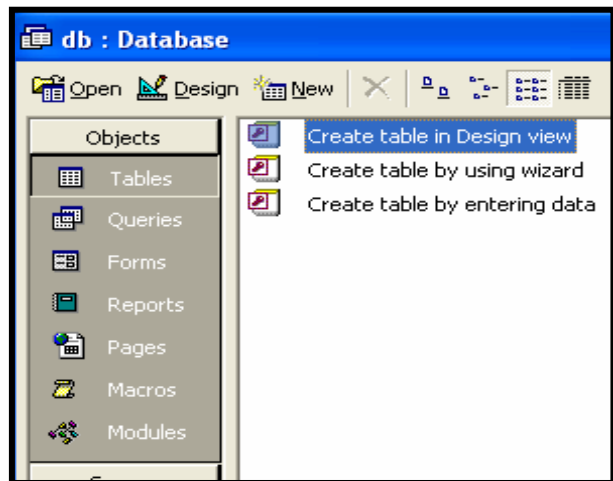 db : Database
Open Design New
Objects
Tables
Queries
Forms
Reports
Pages
Macros
Modules
Create table in Design view
Create table by using wizard
Create table by entering data